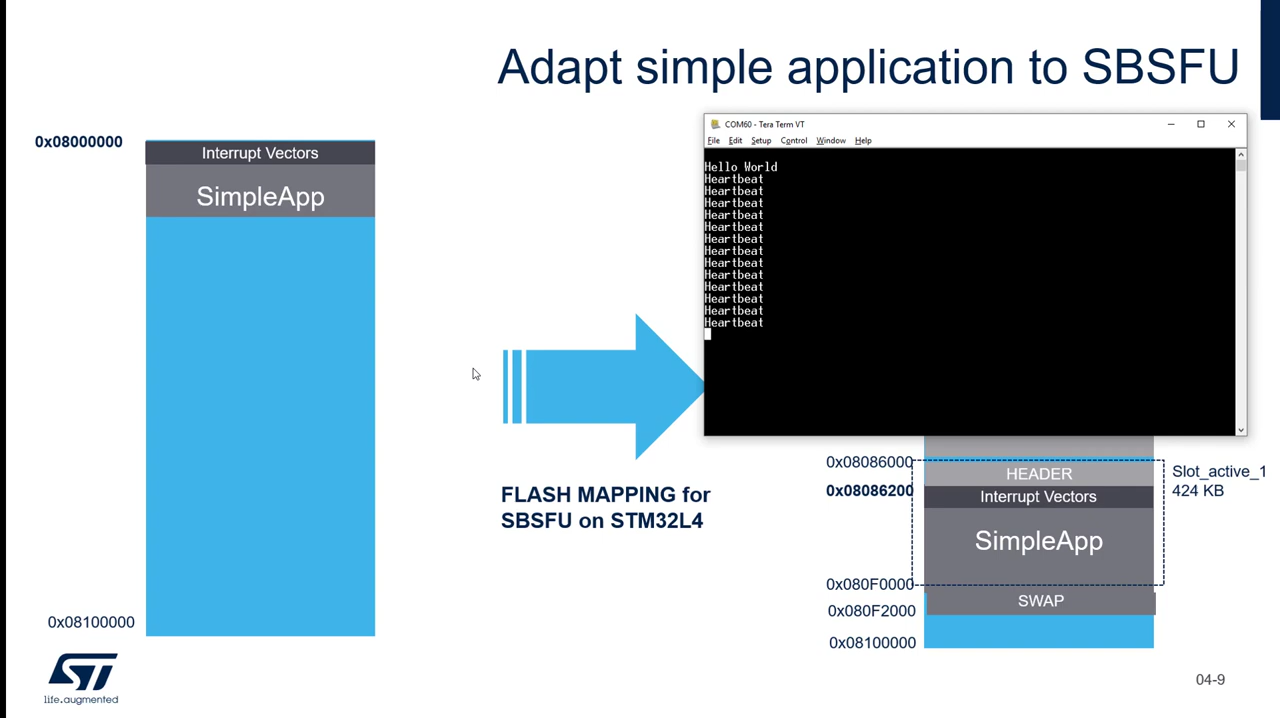 Adapt simple application to SBSFU
0x08000000
Interrupt Vectors
SimpleApp
0x08100000
COM60 - Tera Term VT
File Edit Setup Control Window Help
Hello World
Heartbeat
Heartbeat
Heartbeat
Heartbeat
Heartbeat
Heartbeat
Heartbeat
Heartbeat
Heartbeat
Heartbeat
Heartbeat
Heartbeat
Heartbeat
FLASH MAPPING for
SBSFU on STM32L4
0x08086000
HEADER
0x08086200
Interrupt Vectors
SimpleApp
Slot_active_1
424 KB
0x080F0000
SWAP
0x080F2000
0x08100000
ST
life.augmented
04-9